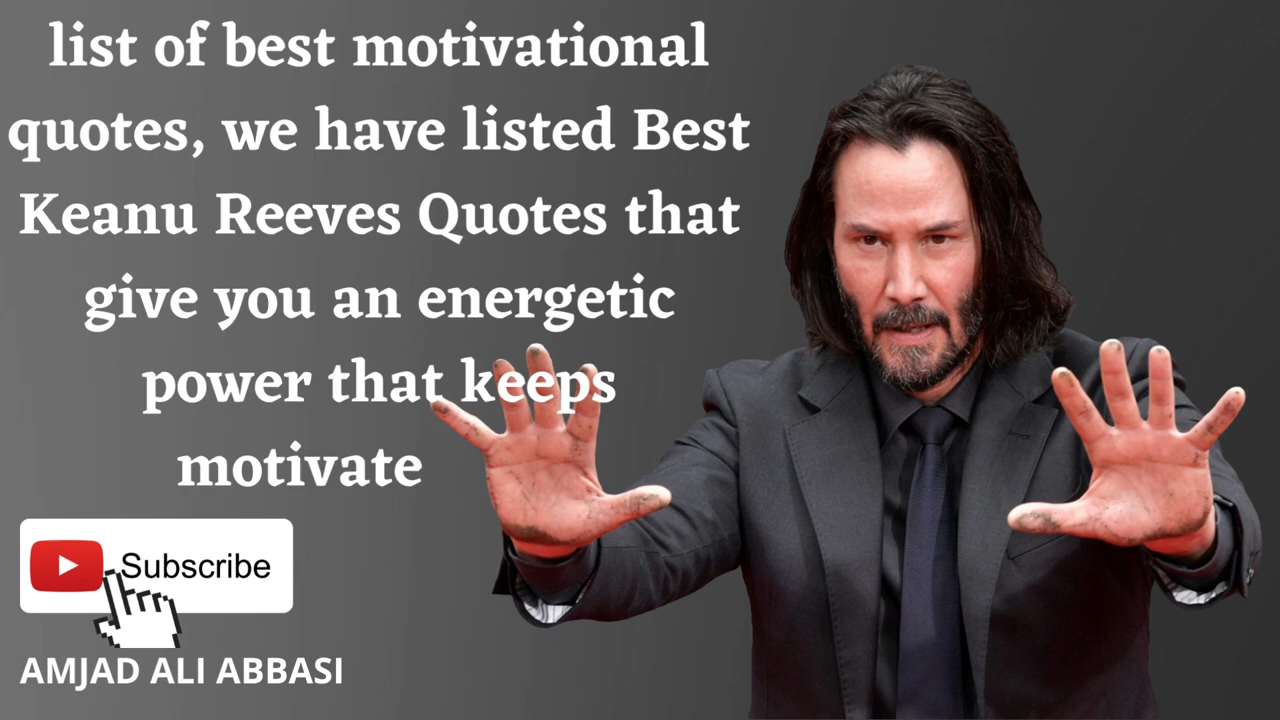 list of best motivational
quotes, we have listed Best
Keanu Reeves Quotes that
give you an energetic
power that keeps
motivate
Subscribe
AMJAD ALI ABBASI